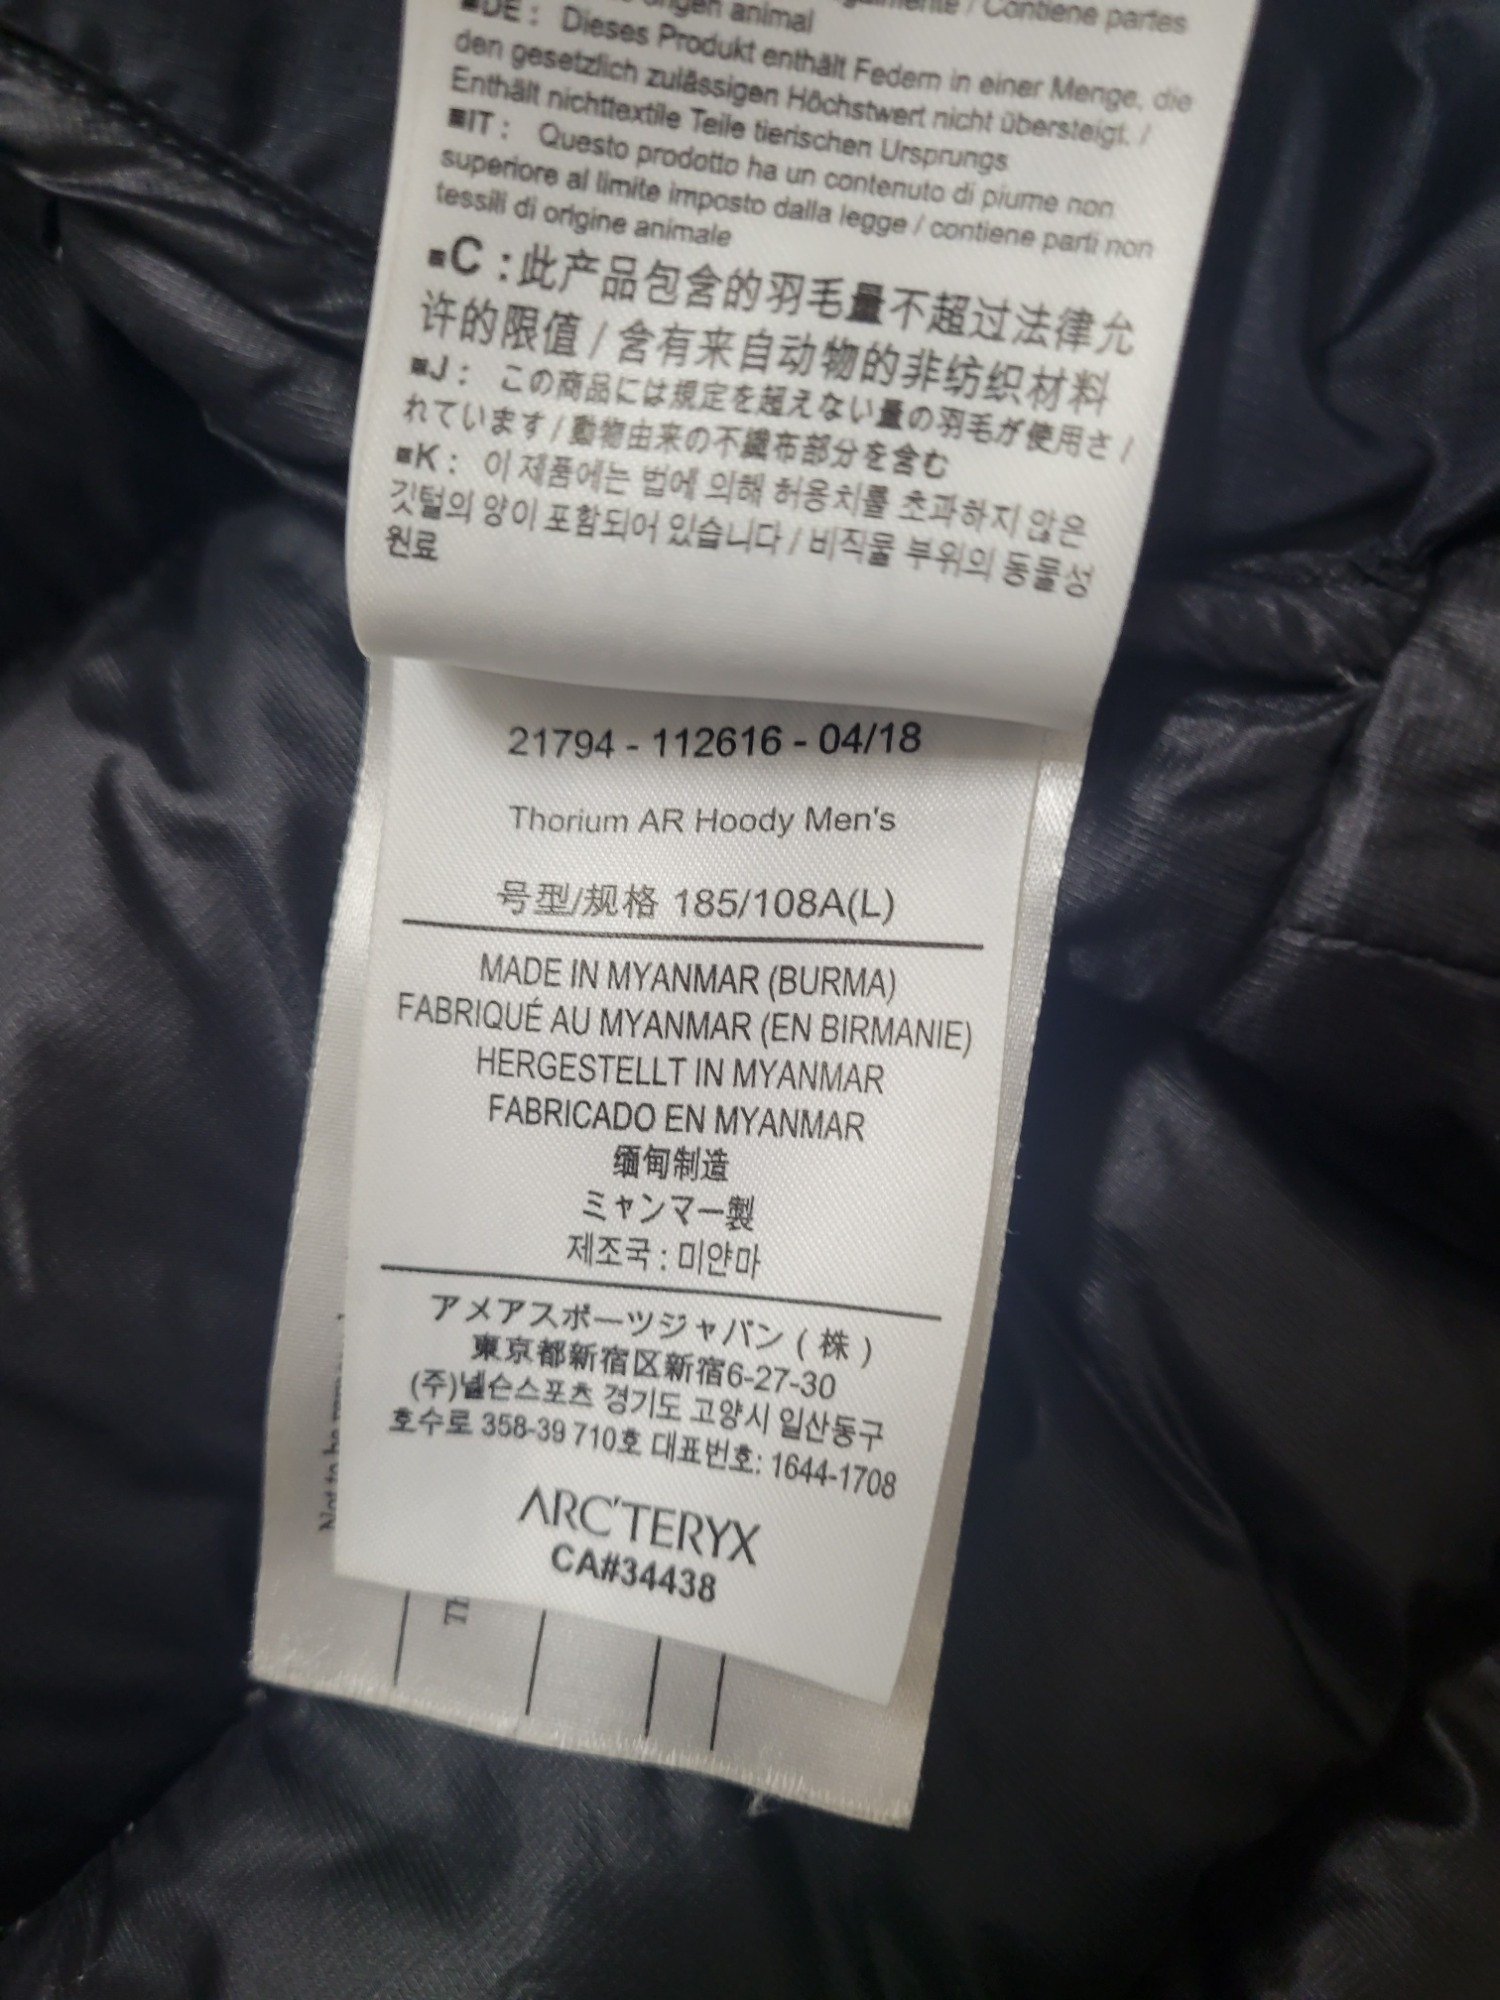 origen animal
/ Contiene partes
■DE : Dieses Produkt enthält Federn in einer Menge, die
den gesetzlich zulässigen Höchstwert nicht übersteigt. /
Enthält nichttextile Teile tierischen Ursprungs
■IT : Questo prodotto ha un contenuto di piume non
superiore al limite imposto dalla legge / contiene parti non
tessili di origine animale
■C : 此产品包含的羽毛量不超过法律允
许的限值 / 含有来自动物的非纺织材料
■J : この商品には規定を超えない量の羽毛が使用さ /
れています / 動物由来の不織布部分を含む
■K : 이 제품에는 법에 의해 허용치를 초과하지 않은
깃털의 양이 포함되어 있습니다 / 비직물 부위의 동물성
원료
21794 - 112616 - 04/18
Thorium AR Hoody Men's
号型/规格 185/108A(L)
MADE IN MYANMAR (BURMA)
FABRIQUÉ AU MYANMAR (EN BIRMANIE)
HERGESTELLT IN MYANMAR
FABRICADO EN MYANMAR
缅甸制造
ミャンマー製
제조국 : 미얀마
アメアスポーツジャパン ( 株 )
東京都新宿区新宿6-27-30
(주)넬슨스포츠 경기도 고양시 일산동구
호수로 358-39 710호 대표번호: 1644-1708
ARC'TERYX
CA#34438
Not to be